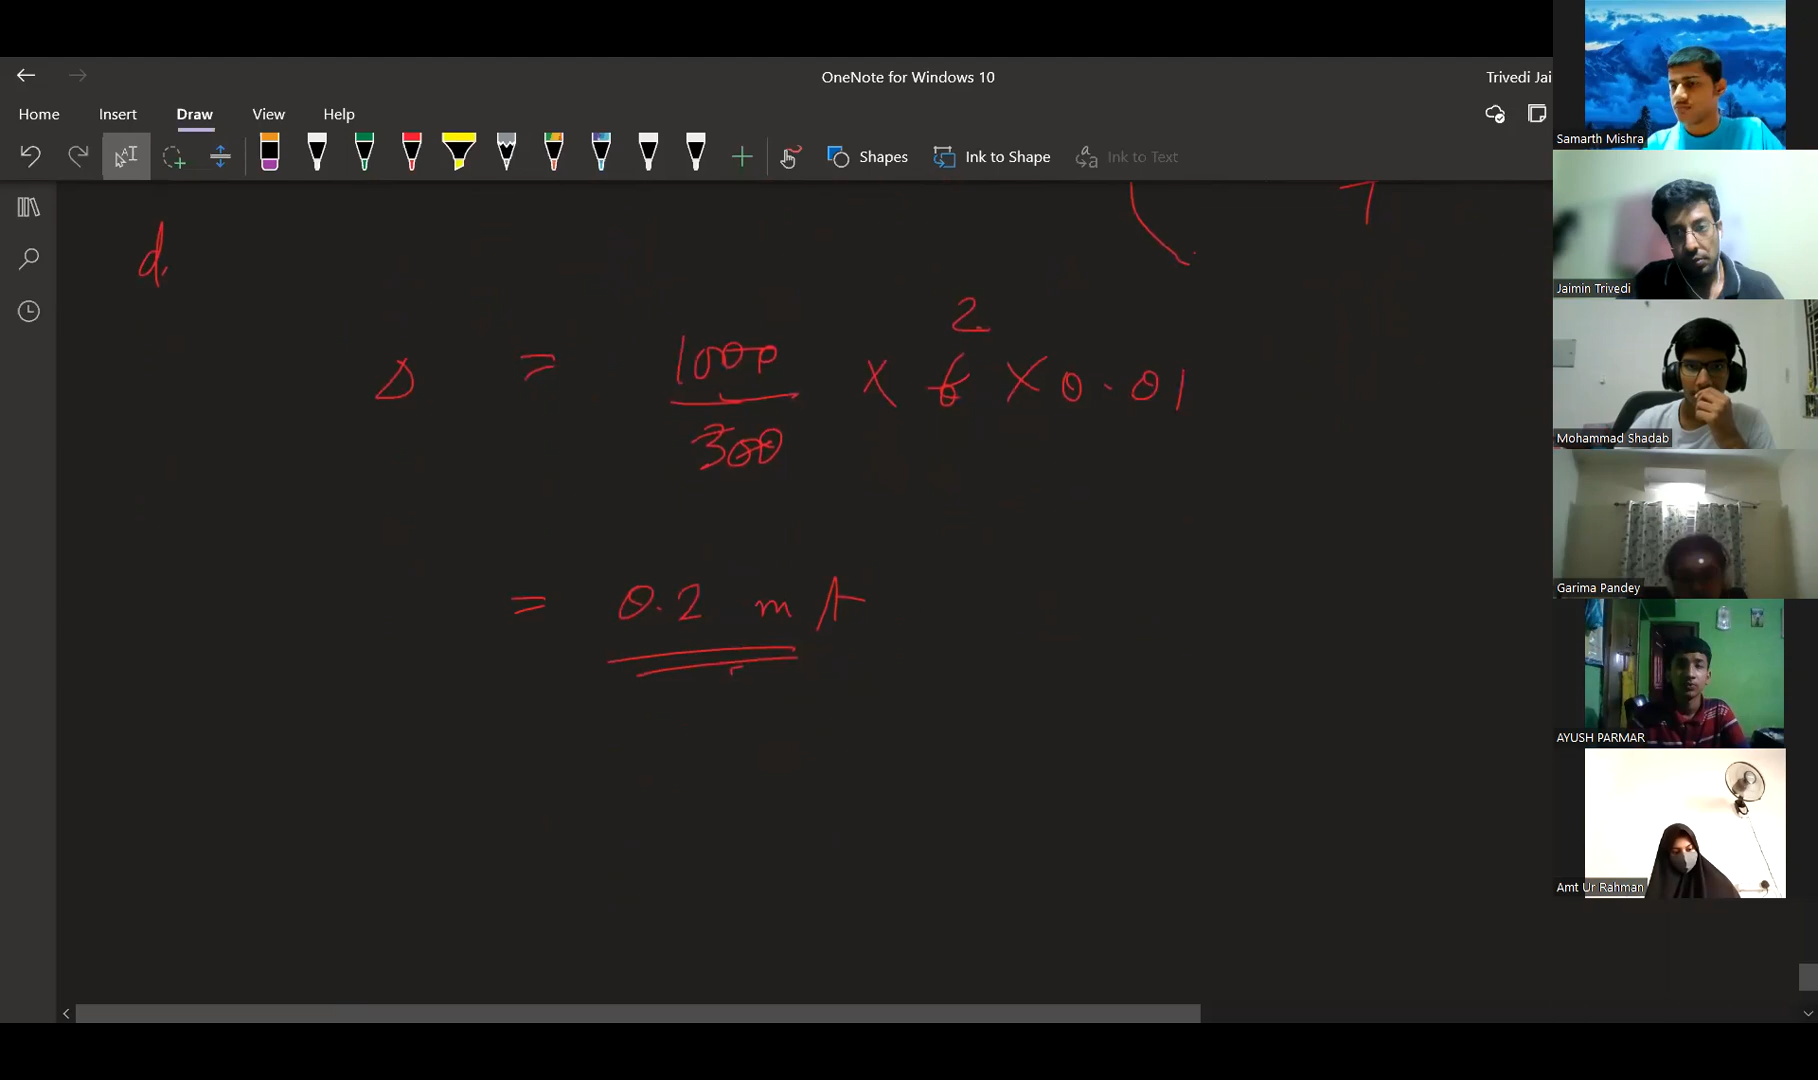 OneNote for Windows 10
Trivedi Jai
Home Insert Draw View Help
Shapes Ink to Shape Ink to Text
d.
2
Δ = 1000 × 6 × 0.01
300
= 0.2 m
Samarth Mishra
Jaimin Trivedi
Mohammad Shadab
Garima Pandey
AYUSH PARMAR
Amt Ur Rahman